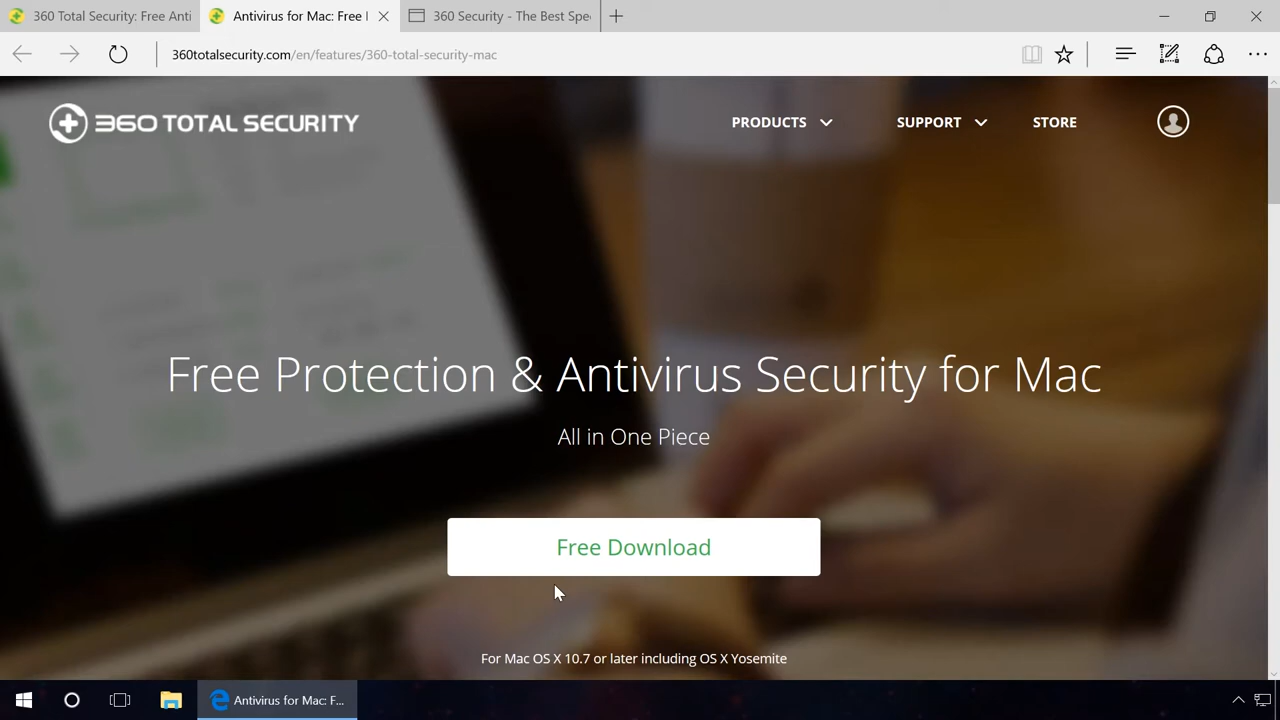 360 Security: Free Anti
Antivirus for Mac: Free
360 Security - The Best Spe
360totalsecurity.com/en/features/360-total-security-mac
360 TOTAL SECURITY
PRODUCTS
SUPPORT
STORE
Free Protection & Antivirus Security for Mac
All in One Piece
Free Download
For Mac OS X 10.7 or later including OS X Yosemite
Antivirus for Mac: F...